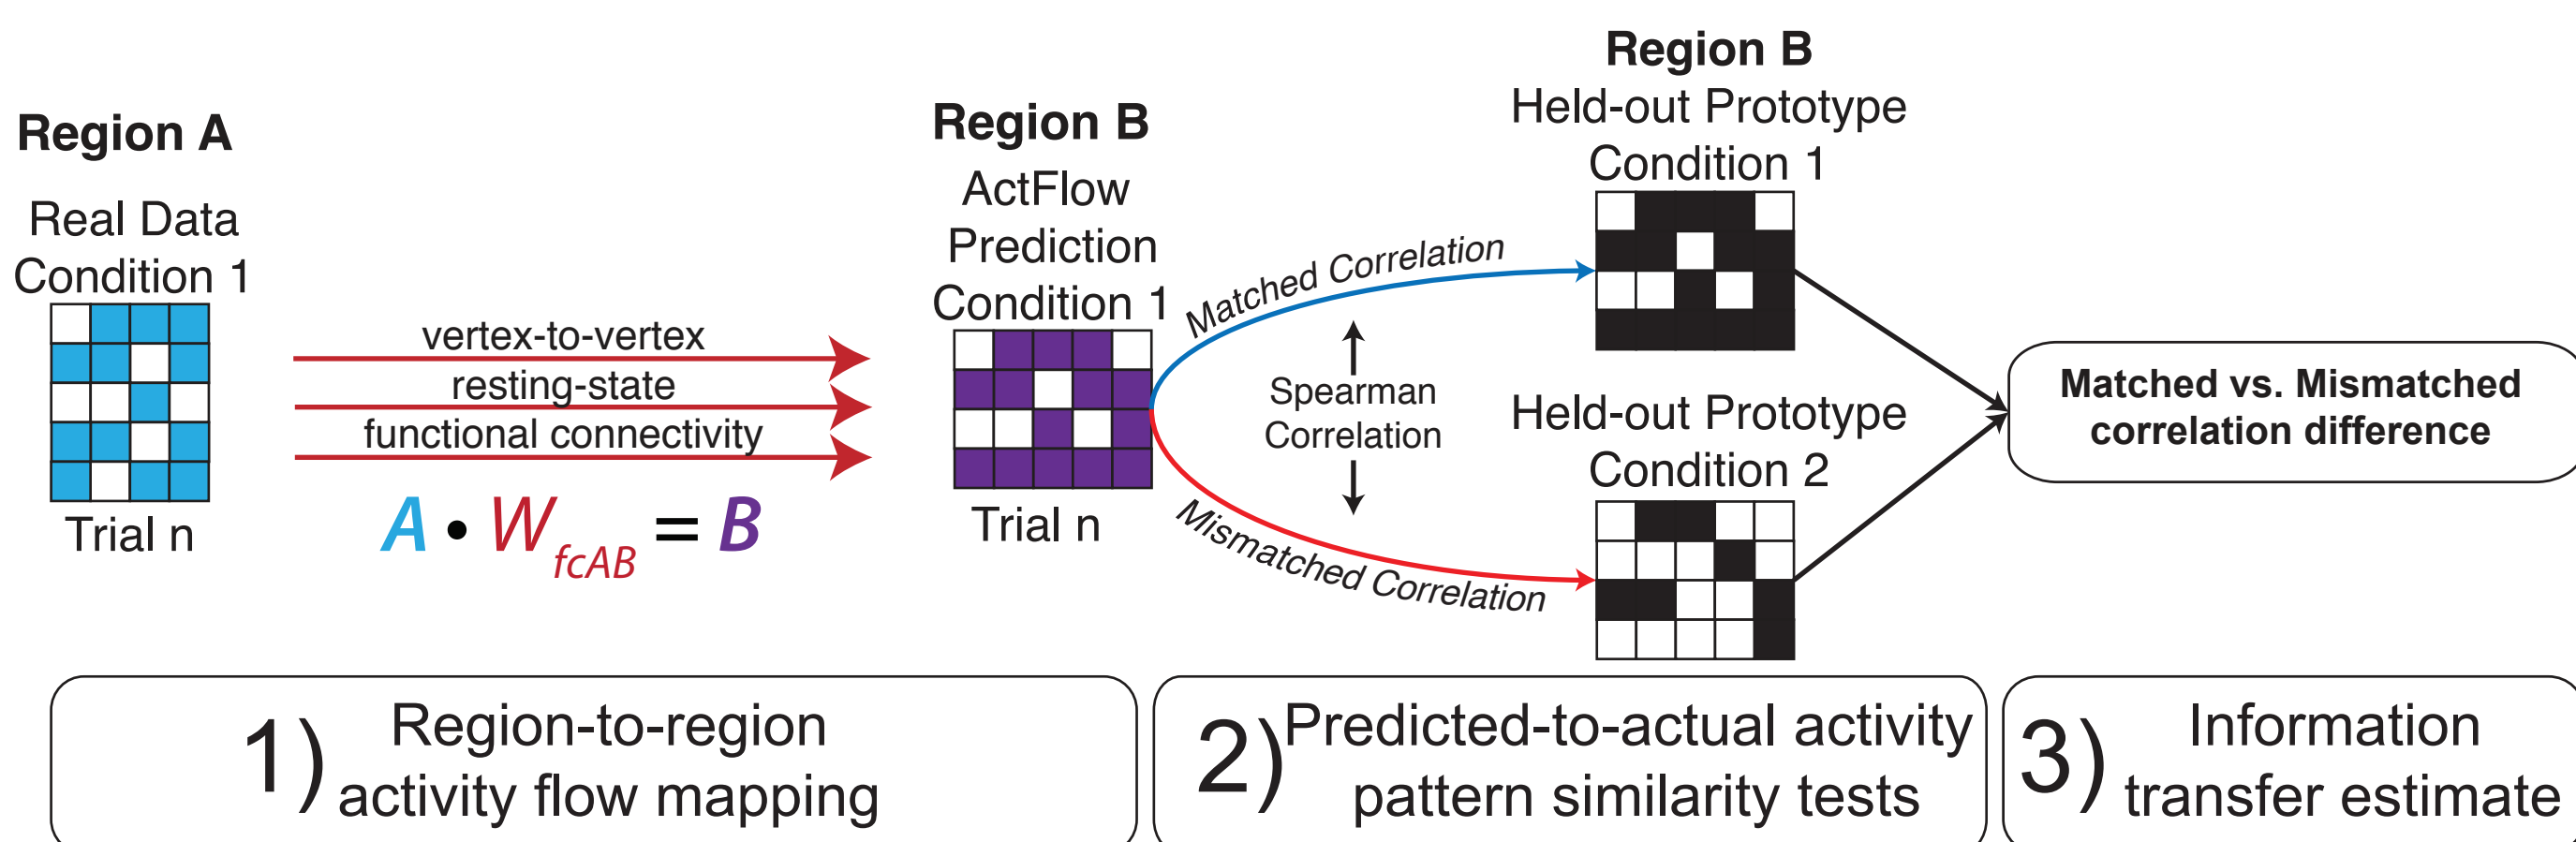 Region A
Real Data
Condition 1
Trial n
vertex-to-vertex
resting-state
functional connectivity
A • W fcAB = B
Region B
ActFlow
Prediction
Condition 1
Trial n
Matched Correlation
Spearman
Correlation
Mismatched Correlation
Region B
Held-out Prototype
Condition 1
Held-out Prototype
Condition 2
Matched vs. Mismatched
correlation difference
1) Region-to-region
activity flow mapping
2) Predicted-to-actual activity
pattern similarity tests
3) Information
transfer estimate